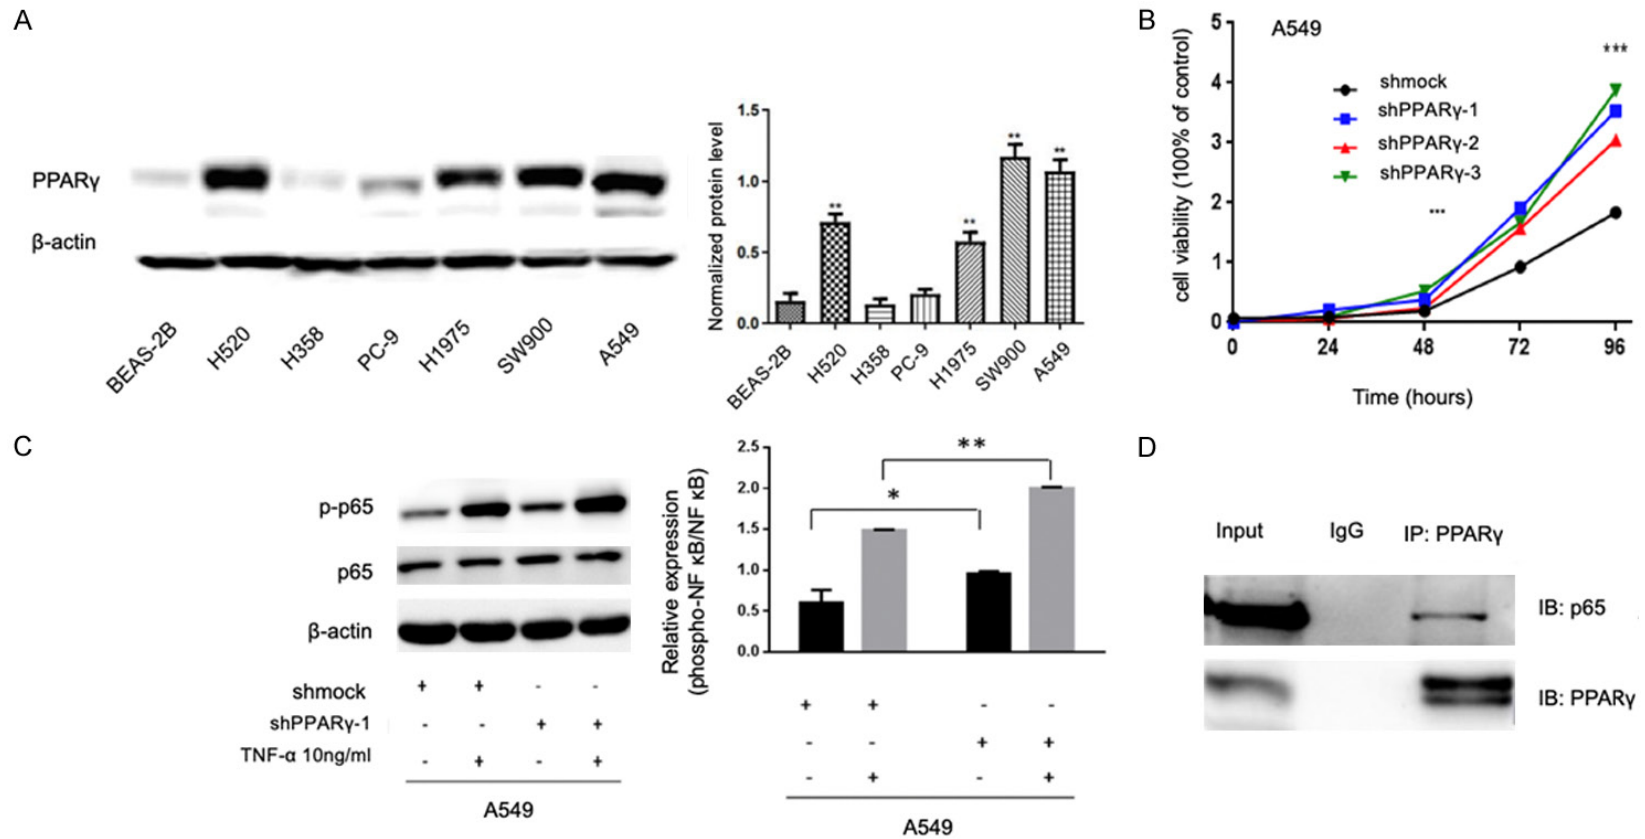 A
PPARγ
β-actin
BEAS-2B
H520
H358
PC-9
H1975
SW900
A549
Normalized protein level
1.5
1.0
0.5
0.0
**
**
**
**
BEAS-2B
H520
H358
PC-9
H1975
SW900
A549
B
A549
cell viability (100% of control)
5
4
3
2
1
0
shmock
shPPARγ-1
shPPARγ-2
shPPARγ-3
***
***
0 24 48 72 96
Time (hours)
C
p-p65
p65
β-actin
shmock + + - -
shPPARγ-1 - - + +
TNF-α 10ng/ml - + - +
A549
Relative expression
(phospho-NF κB/NF κB)
2.5
2.0
1.5
1.0
0.5
0.0
*
**
+ + - -
- - + +
- + - +
A549
D
Input IgG IP: PPARγ
IB: p65
IB: PPARγ